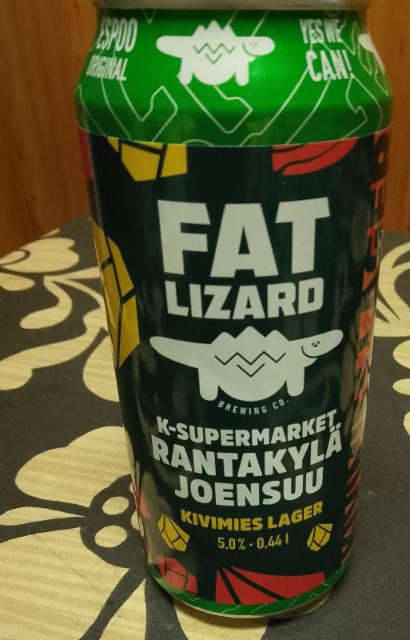 ESPOO
ORIGINAL
YES WE
CAN!
FAT
LIZARD
BREWING CO.
K-SUPERMARKET
RANTAKYLÄ
JOENSUU
KIVIMIES LAGER
5,0% - 0,44 l